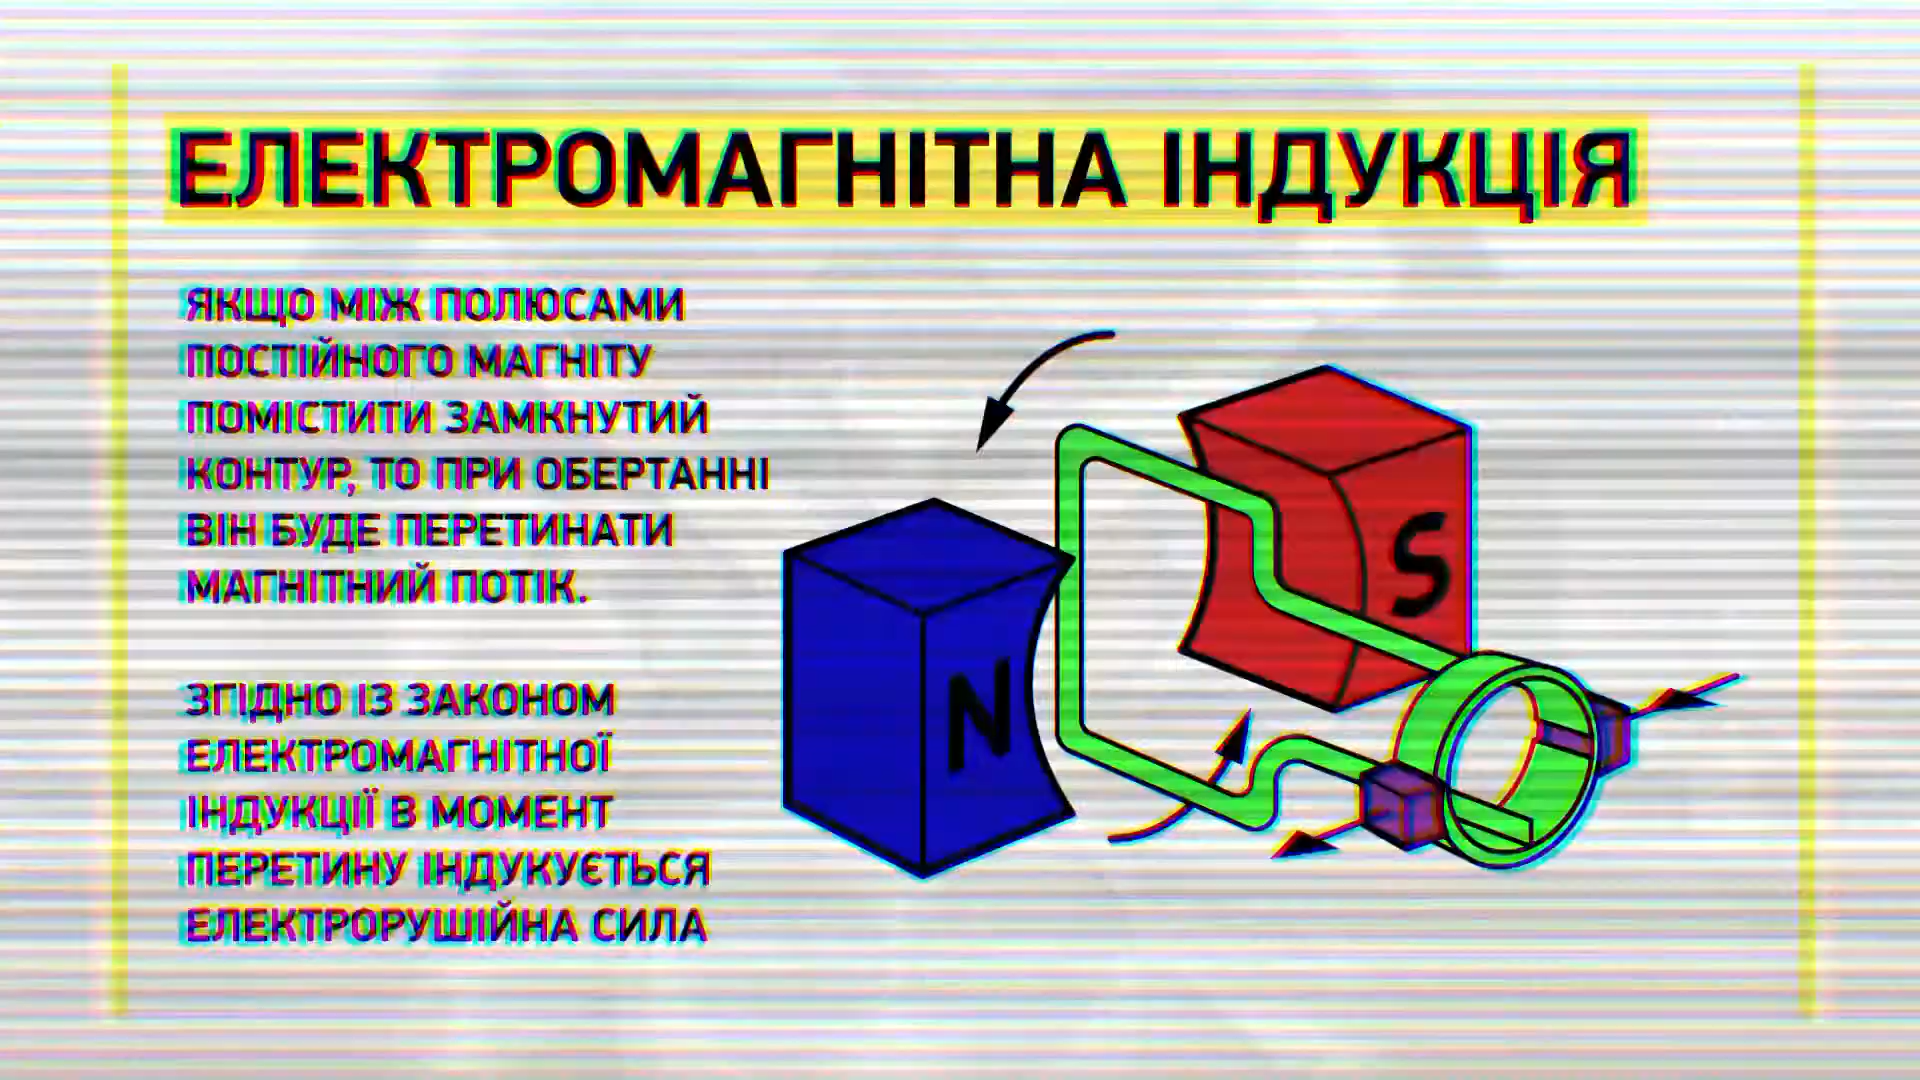 ЕЛЕКТРОМАГНІТНА ІНДУКЦІЯ
ЯКЩО МІЖ ПОЛЮСАМИ
ПОСТІЙНОГО МАГНІТУ
ПОМІСТИТИ ЗАМКНУТИЙ
КОНТУР, ТО ПРИ ОБЕРТАННІ
ВІН БУДЕ ПЕРЕТИНАТИ
МАГНІТНИЙ ПОТІК.
ЗГІДНО ІЗ ЗАКОНОМ
ЕЛЕКТРОМАГНІТНОЇ
ІНДУКЦІЇ В МОМЕНТ
ПЕРЕТИНУ ІНДУКУЄТЬСЯ
ЕЛЕКТРОРУШІЙНА СИЛА
S
N